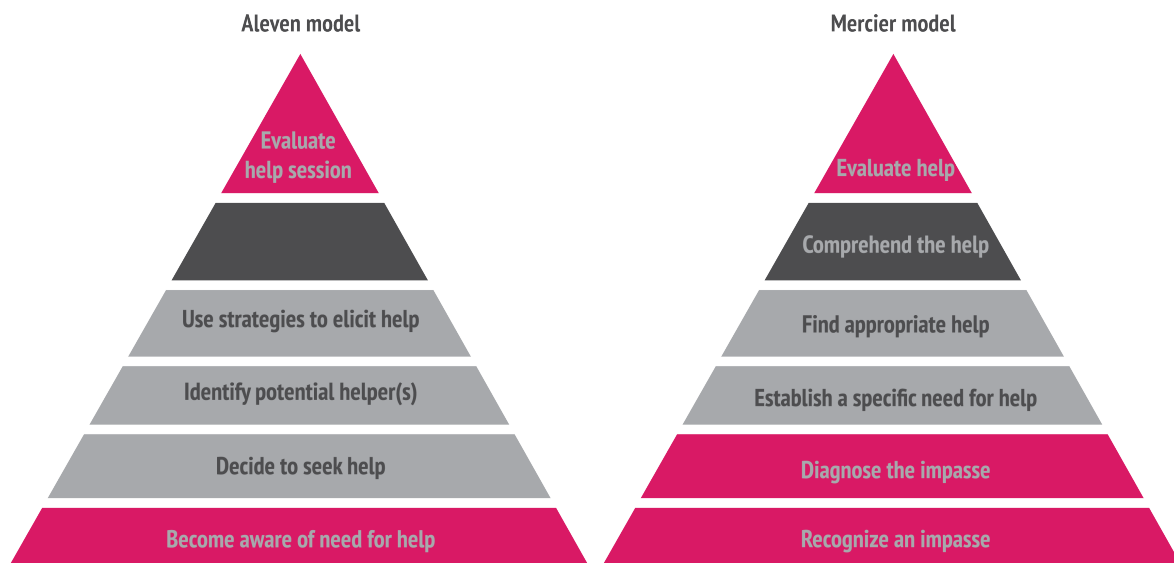 Aleven model
Evaluate
help session
Use strategies to elicit help
Identify potential helper(s)
Decide to seek help
Become aware of need for help
Mercier model
Evaluate help
Comprehend the help
Find appropriate help
Establish a specific need for help
Diagnose the impasse
Recognize an impasse